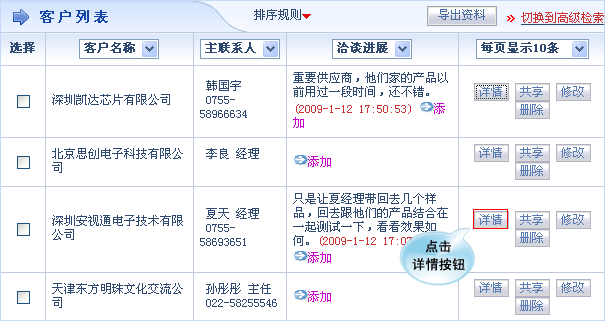 客户列表
排序规则
导出资料
» 切换到高级检索
选择
客户名称
主联系人
洽谈进展
每页显示10条
深圳凯达芯片有限公司
韩国宇
0755-
58966634
重要供应商，他们家的产品以
前用过一段时间，还不错。
(2009-1-12 17:50:53) 添
加
详情 共享 修改
删除
北京思创电子科技有限公
司
李良 经理
添加
详情 共享 修改
删除
深圳安视通电子技术有限
公司
夏天 经理
0755-
58693651
只是让夏经理带回去几个样
品，回去跟他们的产品结合在
一起测试一下，看看效果如
何。(2009-1-12 17:0
添加
详情 共享 修改
删除
点击
详情按钮
天津东方明珠文化交流公
司
孙彤彤 主任
022-58255546
添加
详情 共享 修改
删除